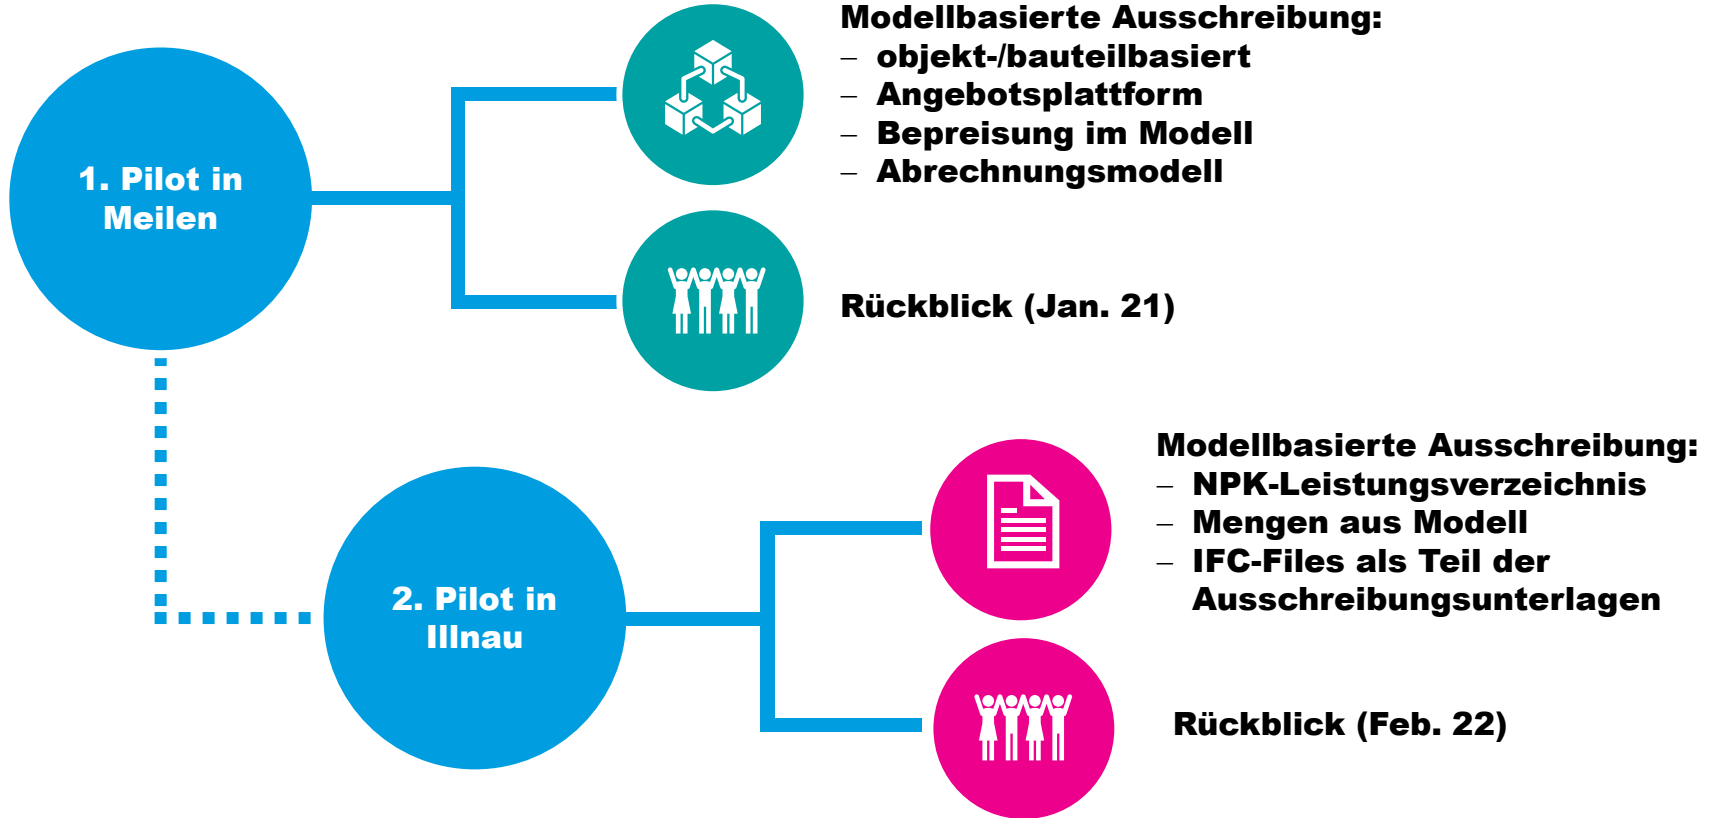 1. Pilot in
Meilen
Modellbasierte Ausschreibung:
– objekt-/bauteilbasiert
– Angebotsplattform
– Bepreisung im Modell
– Abrechnungsmodell
Rückblick (Jan. 21)
2. Pilot in
Illnau
Modellbasierte Ausschreibung:
– NPK-Leistungsverzeichnis
– Mengen aus Modell
– IFC-Files als Teil der
Ausschreibungsunterlagen
Rückblick (Feb. 22)